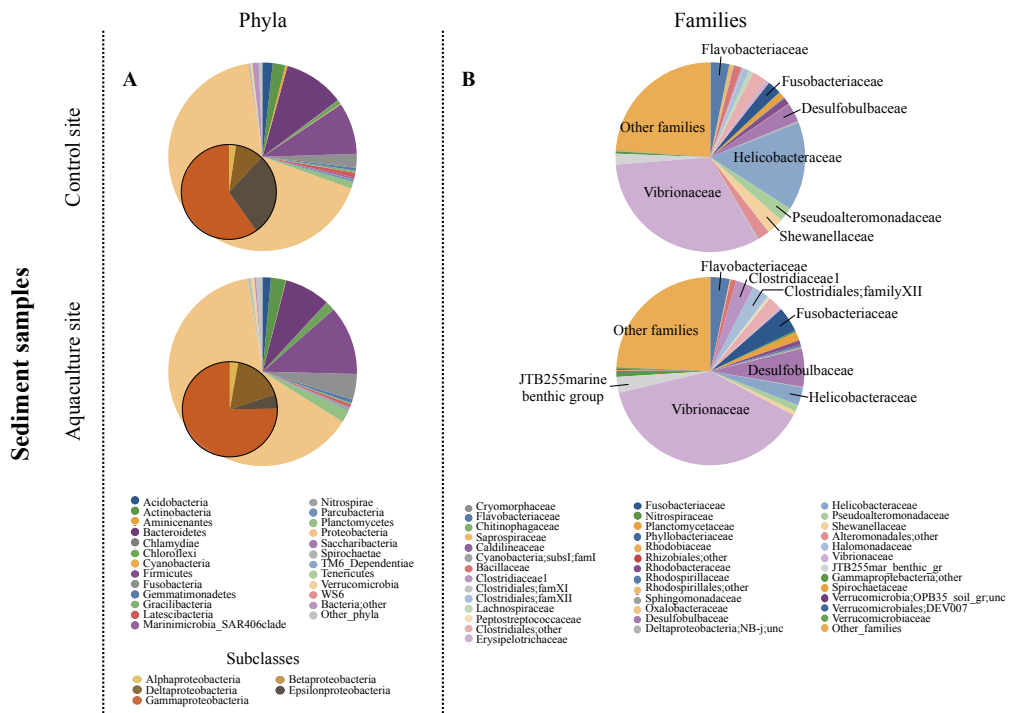 Phyla
Families
Sediment samples
Control site
Aquaculture site
A
B
Flavobacteriaceae
Fusobacteriaceae
Desulfobulbaceae
Helicobacteraceae
Pseudoalteromonadaceae
Shewanellaceae
Vibrionaceae
Other families
Flavobacteriaceae
Clostridiaceae1
Clostridiales;familyXII
Fusobacteriaceae
Desulfobulbaceae
Helicobacteraceae
Vibrionaceae
JTB255marine
benthic group
Other families
Acidobacteria
Actinobacteria
Aminicenantes
Bacteroidetes
Chlamydiae
Chloroflexi
Cyanobacteria
Firmicutes
Fusobacteria
Gemmatimonadetes
Gracilibacteria
Latescibacteria
Marinimicrobia_SAR406clade
Nitrospirae
Parcubacteria
Planctomycetes
Proteobacteria
Saccharibacteria
Spirochaetae
TM6_Dependentiae
Tenericutes
Verrucomicrobia
WS6
Bacteria;other
Other_phyla
Subclasses
Alphaproteobacteria
Deltaproteobacteria
Gammaproteobacteria
Betaproteobacteria
Epsilonproteobacteria
Cryomorphaceae
Flavobacteriaceae
Chitinophagaceae
Saprospiraceae
Caldilineaceae
Cyanobacteria;subsI;famI
Bacillaceae
Clostridiaceae1
Clostridiales;famXI
Clostridiales;famXII
Lachnospiraceae
Peptostreptococcaceae
Clostridiales;other
Erysipelotrichaceae
Fusobacteriaceae
Nitrospiraceae
Planctomycetaceae
Phyllobacteriaceae
Rhodobiaceae
Rhizobiales;other
Rhodobacteraceae
Rhodospirillaceae
Rhodospirillales;other
Sphingomonadaceae
Oxalobacteraceae
Desulfobulbaceae
Deltaproteobacteria;NB-j;unc
Helicobacteraceae
Pseudoalteromonadaceae
Shewanellaceae
Alteromonadales;other
Halomonadaceae
Vibrionaceae
JTB255mar_benthic_gr
Gammaproptebacteria;other
Spirochaetaceae
Verrucomicrobia;OPB35_soil_gr;unc
Verrucomicrobiales;DEV007
Verrucomicrobiaceae
Other_families